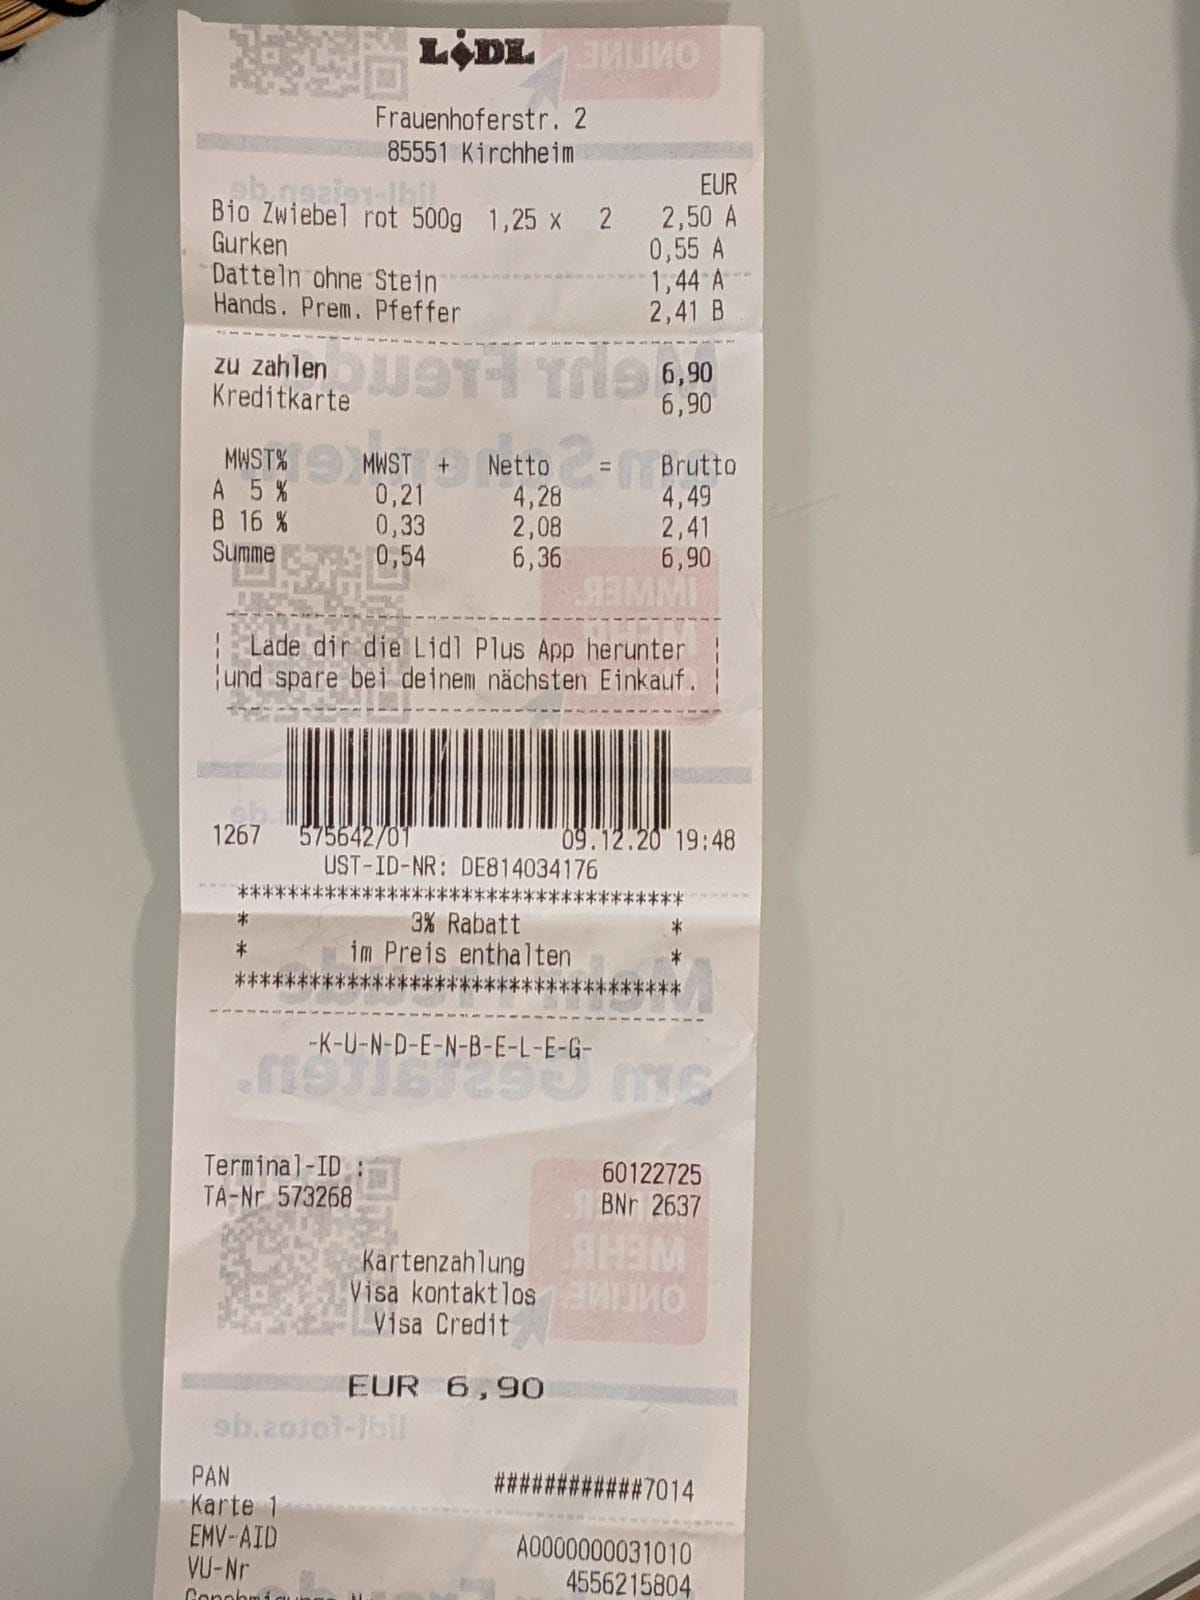 LIDL
Frauenhoferstr. 2
85551 Kirchheim
EUR
Bio Zwiebel rot 500g 1,25 x 2 2,50 A
Gurken 0,55 A
Datteln ohne Stein 1,44 A
Hands. Prem. Pfeffer 2,41 B
zu zahlen 6,90
Kreditkarte 6,90
MWST% MWST + Netto = Brutto
A 5 % 0,21 4,28 4,49
B 16 % 0,33 2,08 2,41
Summe 0,54 6,36 6,90
Lade dir die Lidl Plus App herunter
und spare bei deinem nächsten Einkauf.
1267 575642/01 09.12.20 19:48
UST-ID-NR: DE814034176
************************************
* 3% Rabatt *
* im Preis enthalten *
************************************
-K-U-N-D-E-N-B-E-L-E-G-
Terminal-ID : 60122725
TA-Nr 573268 BNr 2637
Kartenzahlung
Visa kontaktlos
Visa Credit
EUR 6,90
PAN ############7014
Karte 1
EMV-AID A0000000031010
VU-Nr 4556215804